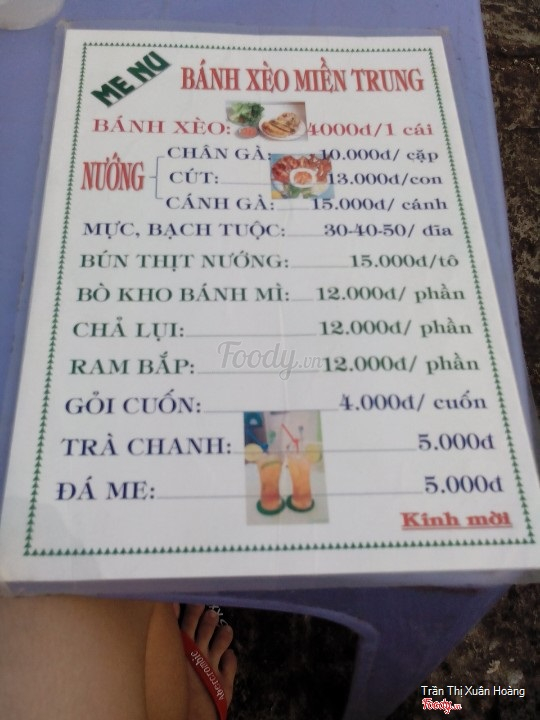 MENU
BÁNH XÈO MIỀN TRUNG
BÁNH XÈO: 4000đ/1 cái
NƯỚNG
CHÂN GÀ: 10.000đ/ cặp
CÚT: 13.000đ/con
CÁNH GÀ: 15.000đ/ cánh
MỰC, BẠCH TUỘC: 30-40-50/ dĩa
BÚN THỊT NƯỚNG: 15.000đ/tô
BÒ KHO BÁNH MÌ: 12.000đ/ phần
CHẢ LỤI: 12.000đ/ phần
Foody.vn
RAM BẮP: 12.000đ/ phần
GỎI CUỐN: 4.000đ/ cuốn
TRÀ CHANH: 5.000đ
ĐÁ ME: 5.000đ
Kính mời
Abercrombie
Trần Thị Xuân Hoàng
Foody.vn